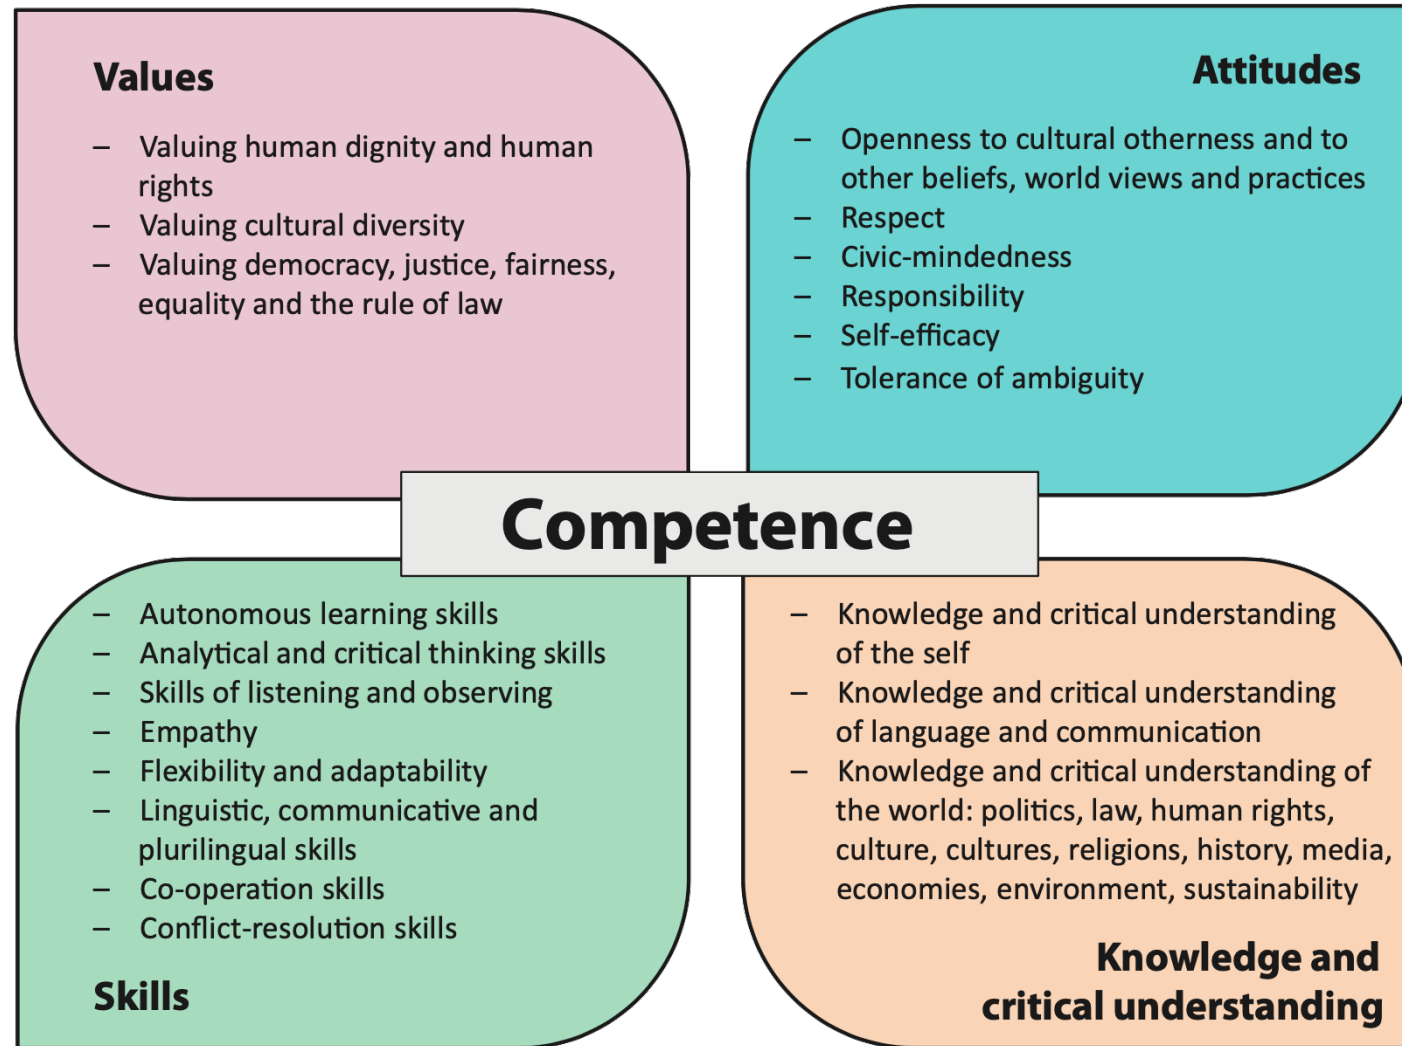 Values
– Valuing human dignity and human
rights
– Valuing cultural diversity
– Valuing democracy, justice, fairness,
equality and the rule of law
Attitudes
– Openness to cultural otherness and to
other beliefs, world views and practices
– Respect
– Civic-mindedness
– Responsibility
– Self-efficacy
– Tolerance of ambiguity
Competence
– Autonomous learning skills
– Analytical and critical thinking skills
– Skills of listening and observing
– Empathy
– Flexibility and adaptability
– Linguistic, communicative and
plurilingual skills
– Co-operation skills
– Conflict-resolution skills
Skills
– Knowledge and critical understanding
of the self
– Knowledge and critical understanding
of language and communication
– Knowledge and critical understanding of
the world: politics, law, human rights,
culture, cultures, religions, history, media,
economies, environment, sustainability
Knowledge and
critical understanding